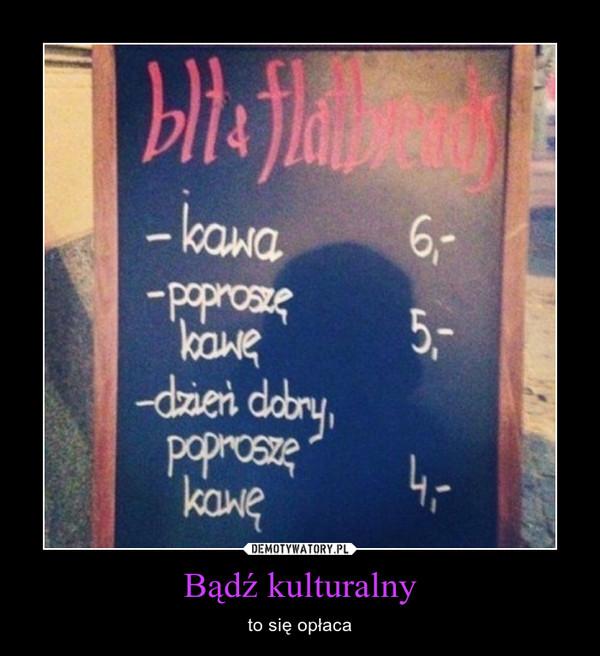 blt & flatbreads
- kawa 6,-
- poproszę
kawę 5,-
- dzień dobry,
poproszę
kawę 4,-
DEMOTYWATORY.PL
Bądź kulturalny
to się opłaca